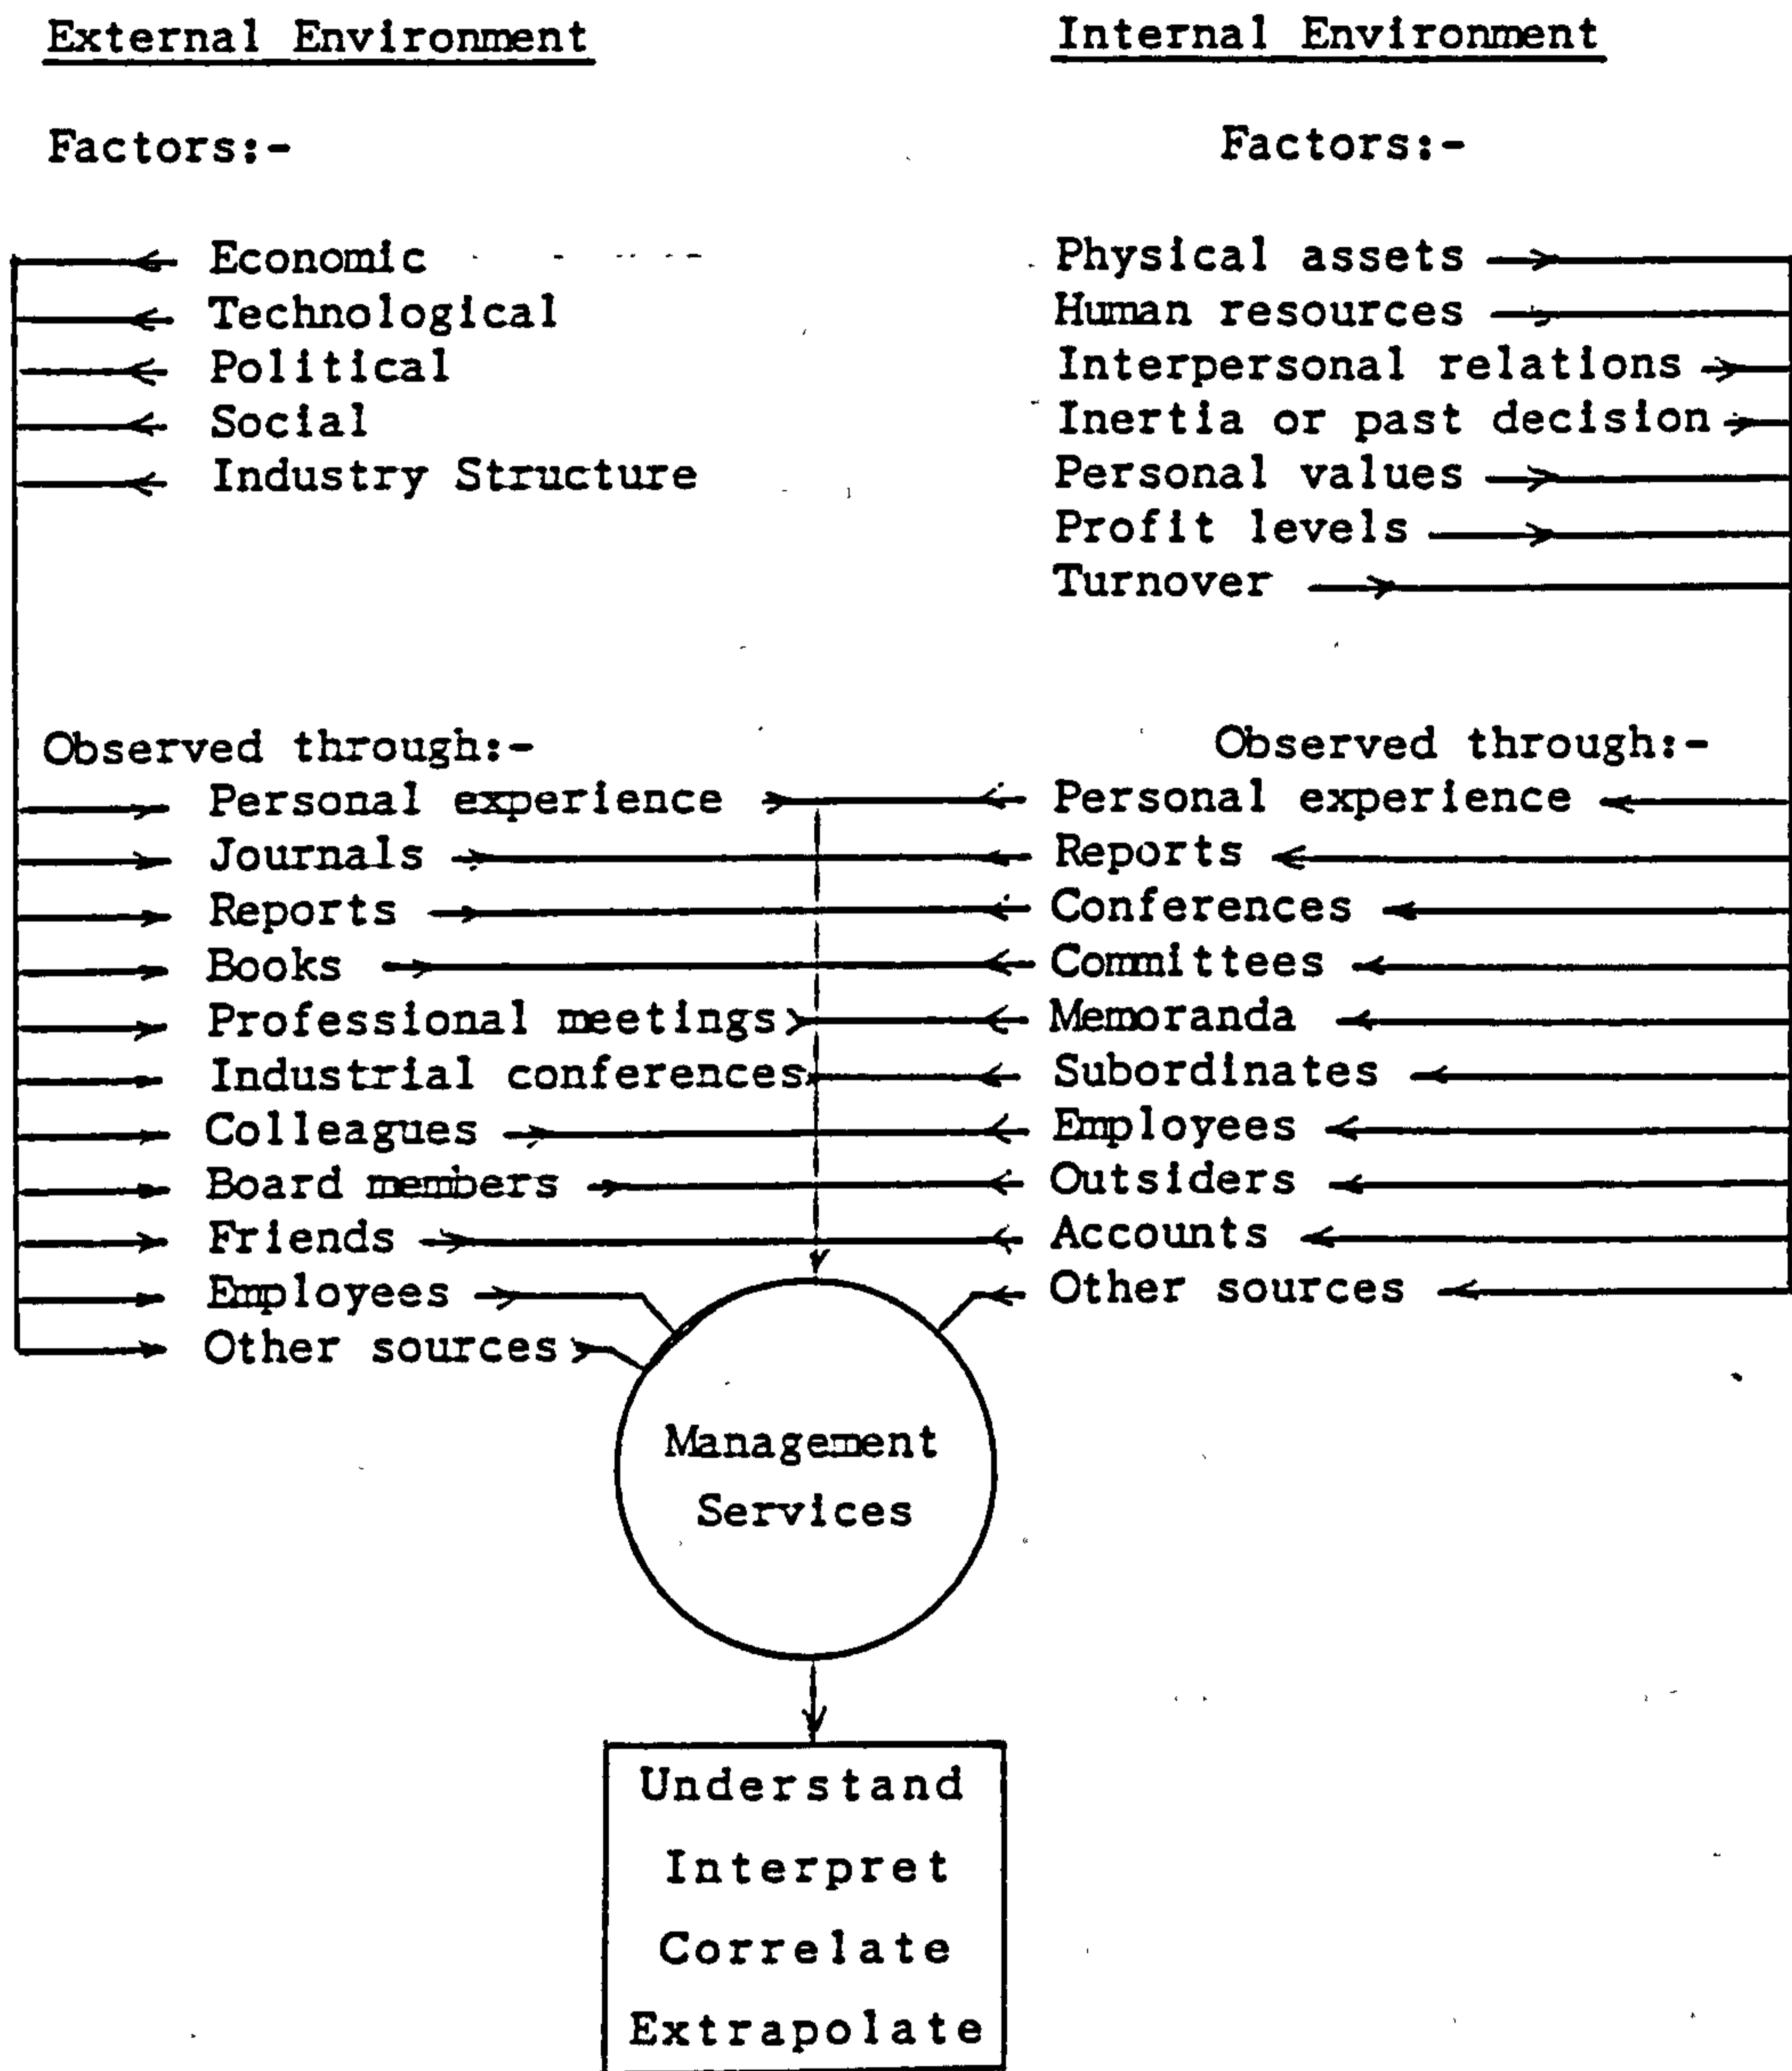 External Environment
Factors:-
Economic
Technological
Political
Social
Industry Structure
Observed through:-
Personal experience
Journals
Reports
Books
Professional meetings
Industrial conferences
Colleagues
Board members
Friends
Employees
Other sources
Internal Environment
Factors:-
Physical assets
Human resources
Interpersonal relations
Inertia or past decision
Personal values
Profit levels
Turnover
Observed through:-
Personal experience
Reports
Conferences
Committees
Memoranda
Subordinates
Employees
Outsiders
Accounts
Other sources
Management
Services
Understand
Interpret
Correlate
Extrapolate